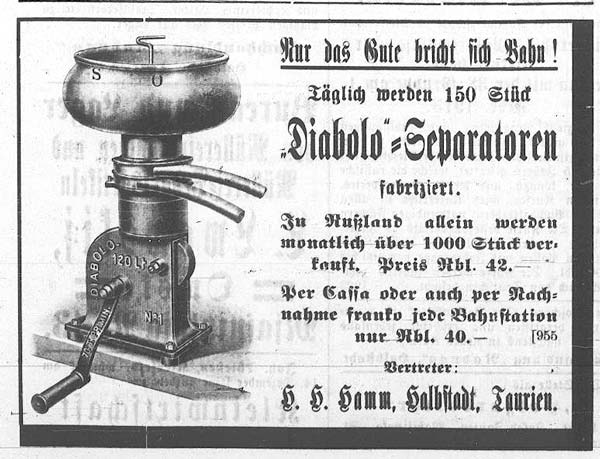 Nur das Gute bricht sich Bahn!
Täglich werden 150 Stück
„Diabolo“=Separatoren
fabriziert.
In Rußland allein werden
monatlich über 1000 Stück ver-
kauft. Preis Rbl. 42.—
Per Cassa oder auch per Nach-
nahme franko jede Bahnstation
nur Rbl. 40.— [955
Vertreter:
H. H. Hamm, Halbstadt, Taurien.
S O
DIABOLO-
120 Lt
No 1